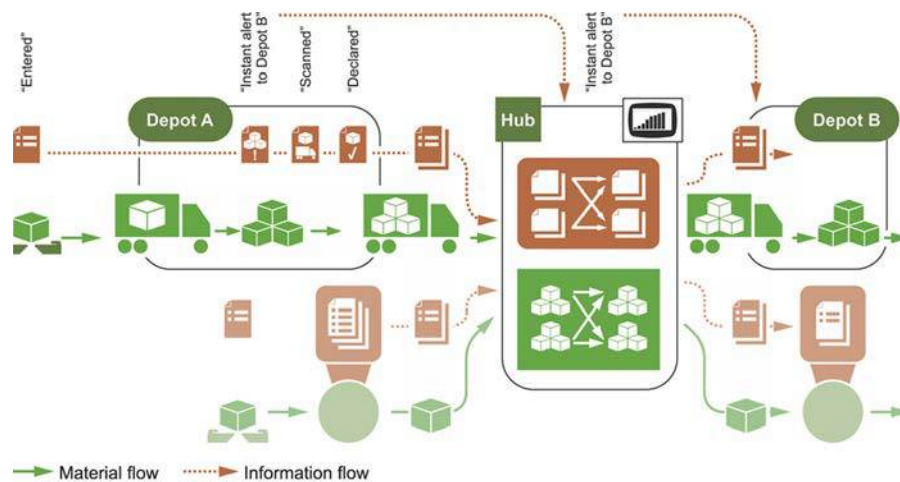 "Entered"
"Instant alert
to Depot B"
"Scanned"
"Declared"
"Instant alert
to Depot B"
Depot A
Hub
Depot B
Material flow
Information flow